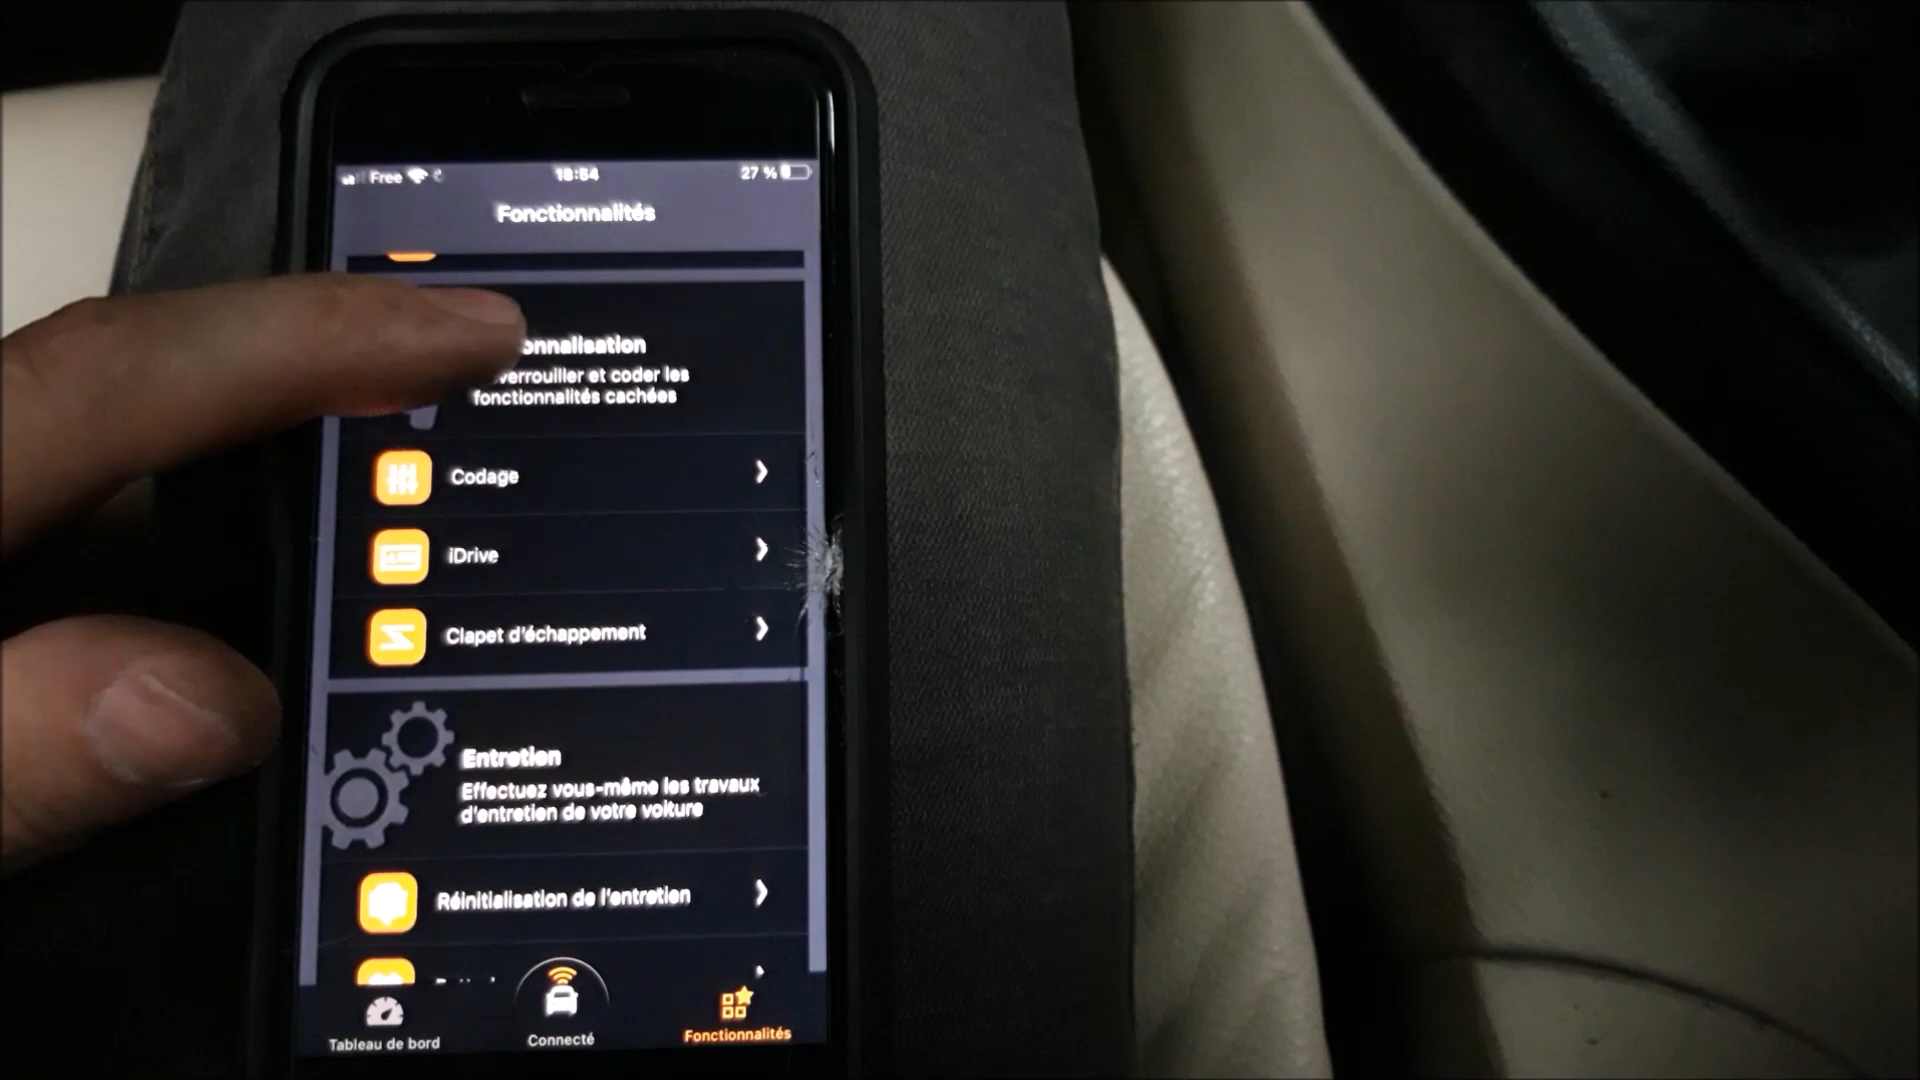 Free 18:54 27 %
Fonctionnalités
onnalisation
verrouiller et coder les
fonctionnalités cachées
Codage
iDrive
Clapet d'échappement
Entretien
Effectuez vous-même les travaux
d'entretien de votre voiture
Réinitialisation de l'entretien
Tableau de bord
Connecté
Fonctionnalités